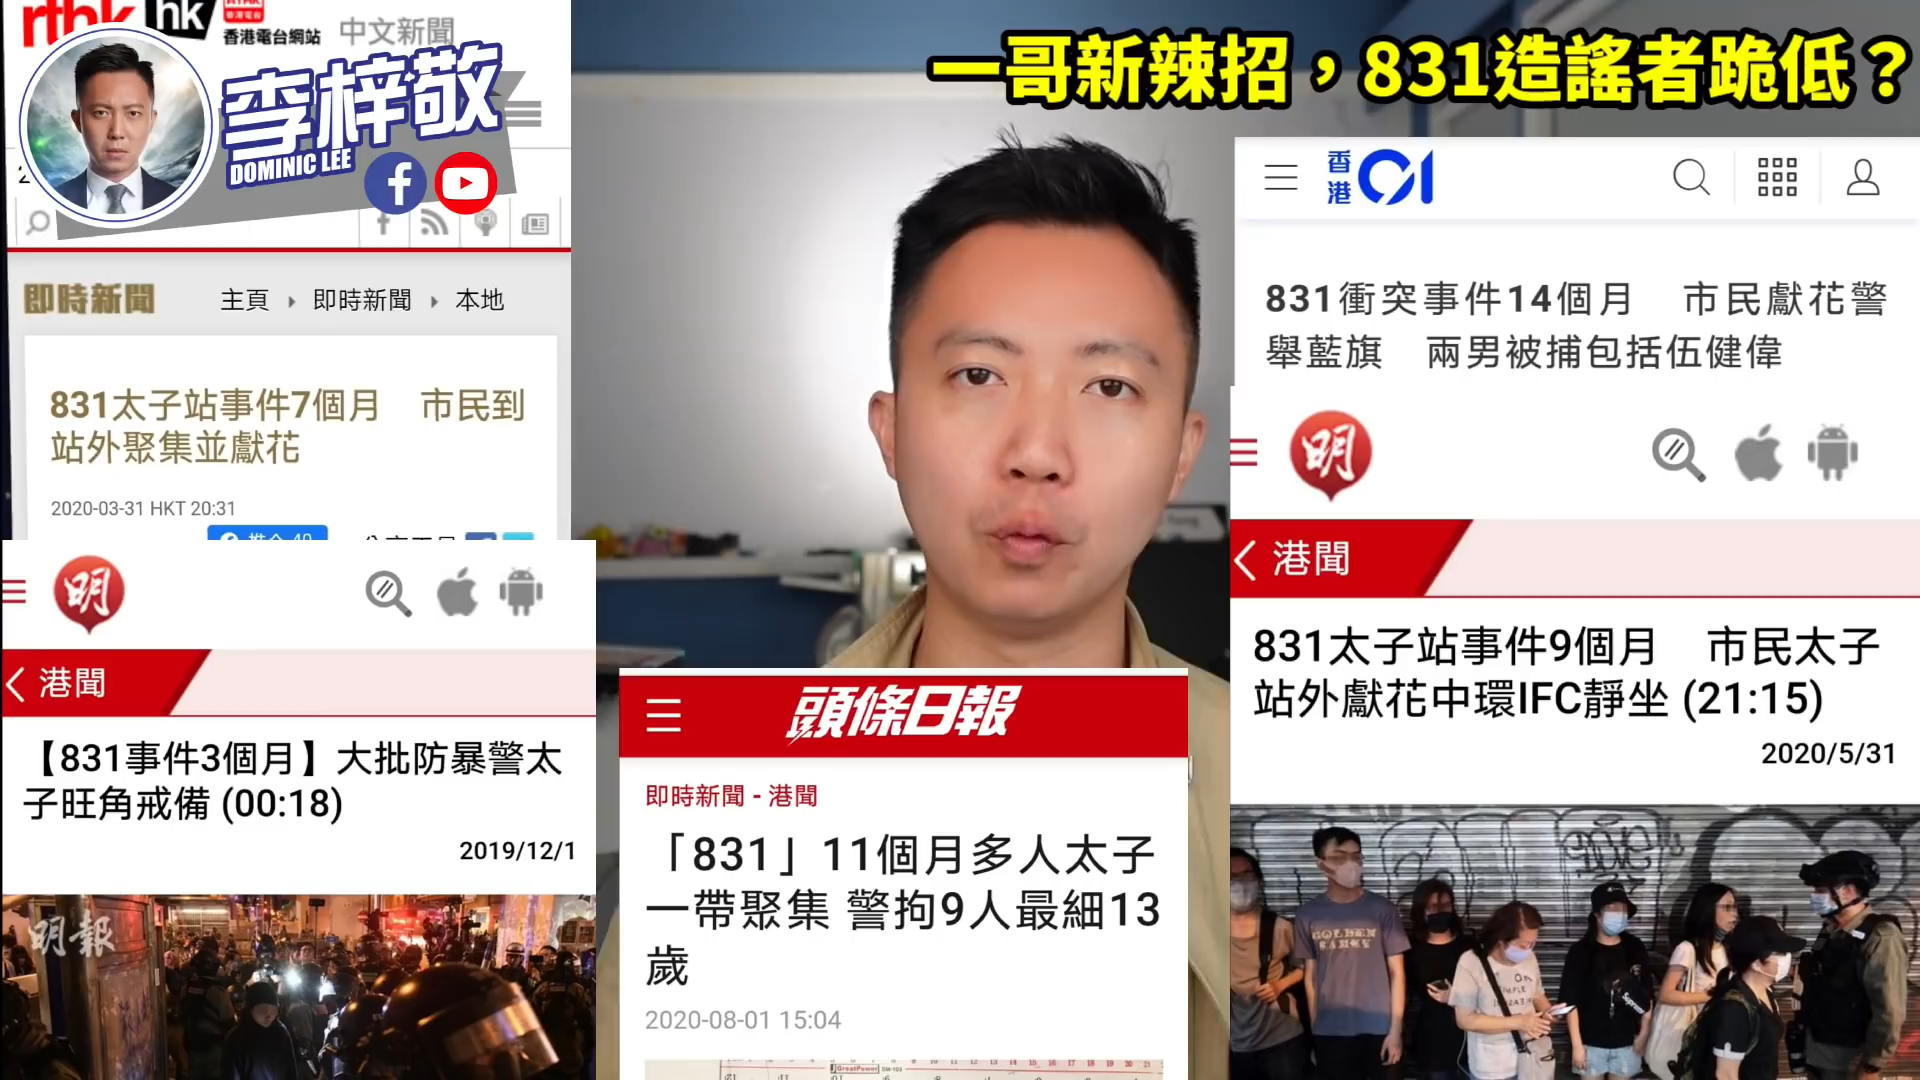 rthk
hk
香港電台網站
中文新聞
李梓敬
DOMINIC LEE
一哥新辣招，831造謠者跪低？
即時新聞
主頁 即時新聞 本地
831太子站事件7個月 市民到
站外聚集並獻花
2020-03-31 HKT 20:31
明
港聞
【831事件3個月】大批防暴警太
子旺角戒備 (00:18)
2019/12/1
明報
頭條日報
即時新聞 - 港聞
「831」11個月多人太子
一帶聚集 警拘9人最細13
歲
2020-08-01 15:04
香港01
831衝突事件14個月 市民獻花警
舉藍旗 兩男被捕包括伍健偉
明
港聞
831太子站事件9個月 市民太子
站外獻花中環IFC靜坐 (21:15)
2020/5/31